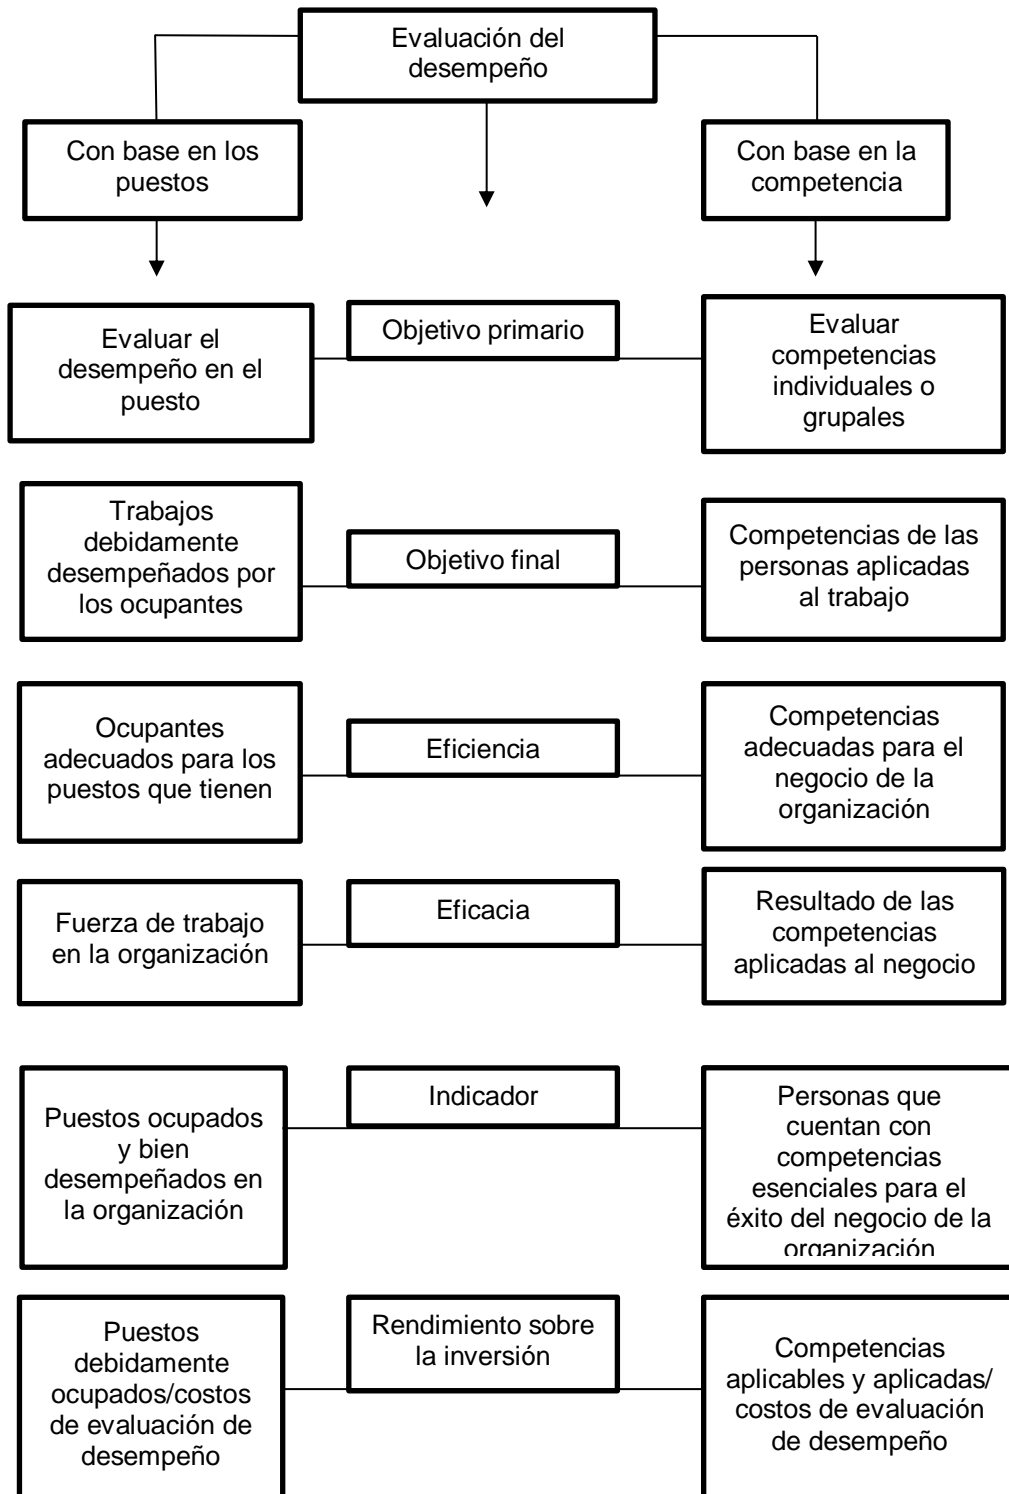 Evaluación del
desempeño
Con base en los
puestos
Con base en la
competencia
Evaluar el
desempeño en el
puesto
Objetivo primario
Evaluar
competencias
individuales o
grupales
Trabajos
debidamente
desempeñados por
los ocupantes
Objetivo final
Competencias de las
personas aplicadas
al trabajo
Ocupantes
adecuados para los
puestos que tienen
Eficiencia
Competencias
adecuadas para el
negocio de la
organización
Fuerza de trabajo
en la organización
Eficacia
Resultado de las
competencias
aplicadas al negocio
Puestos ocupados
y bien
desempeñados en
la organización
Indicador
Personas que
cuentan con
competencias
esenciales para el
éxito del negocio de la
organización
Puestos
debidamente
ocupados/costos
de evaluación de
desempeño
Rendimiento sobre
la inversión
Competencias
aplicables y aplicadas/
costos de evaluación
de desempeño